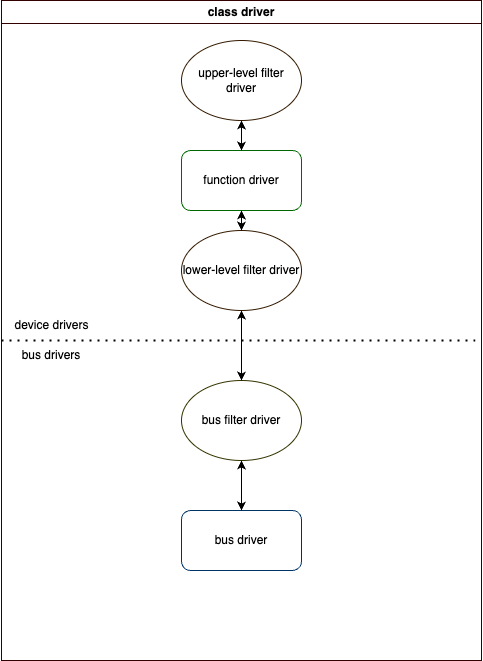 class driver
upper-level filter
driver
function driver
lower-level filter driver
device drivers
bus drivers
bus filter driver
bus driver